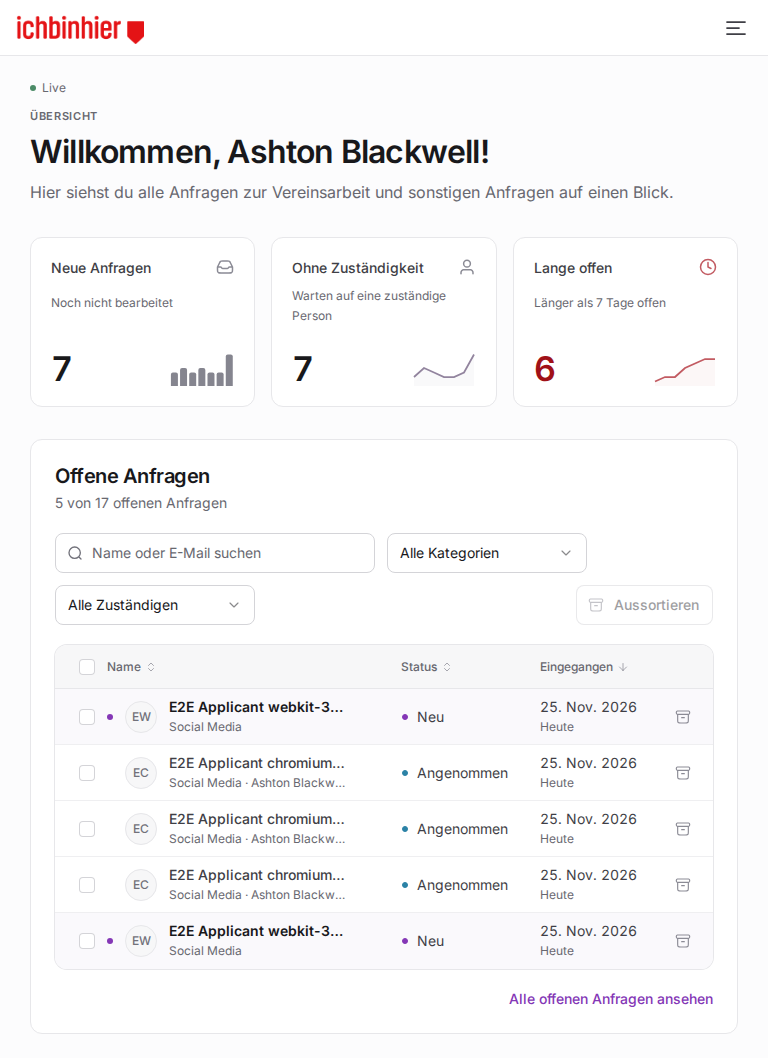 ichbinhier
Live
ÜBERSICHT
Willkommen, Ashton Blackwell!
Hier siehst du alle Anfragen zur Vereinsarbeit und sonstigen Anfragen auf einen Blick.
Neue Anfragen
Noch nicht bearbeitet
7
Ohne Zuständigkeit
Warten auf eine zuständige
Person
7
Lange offen
Länger als 7 Tage offen
6
Offene Anfragen
5 von 17 offenen Anfragen
Name oder E-Mail suchen
Alle Kategorien
Alle Zuständigen
Aussortieren
Name Status Eingegangen
EW E2E Applicant webkit-3... Neu 25. Nov. 2026
Social Media Heute
EC E2E Applicant chromium... Angenommen 25. Nov. 2026
Social Media · Ashton Blackw... Heute
EC E2E Applicant chromium... Angenommen 25. Nov. 2026
Social Media · Ashton Blackw... Heute
EC E2E Applicant chromium... Angenommen 25. Nov. 2026
Social Media · Ashton Blackw... Heute
EW E2E Applicant webkit-3... Neu 25. Nov. 2026
Social Media Heute
Alle offenen Anfragen ansehen